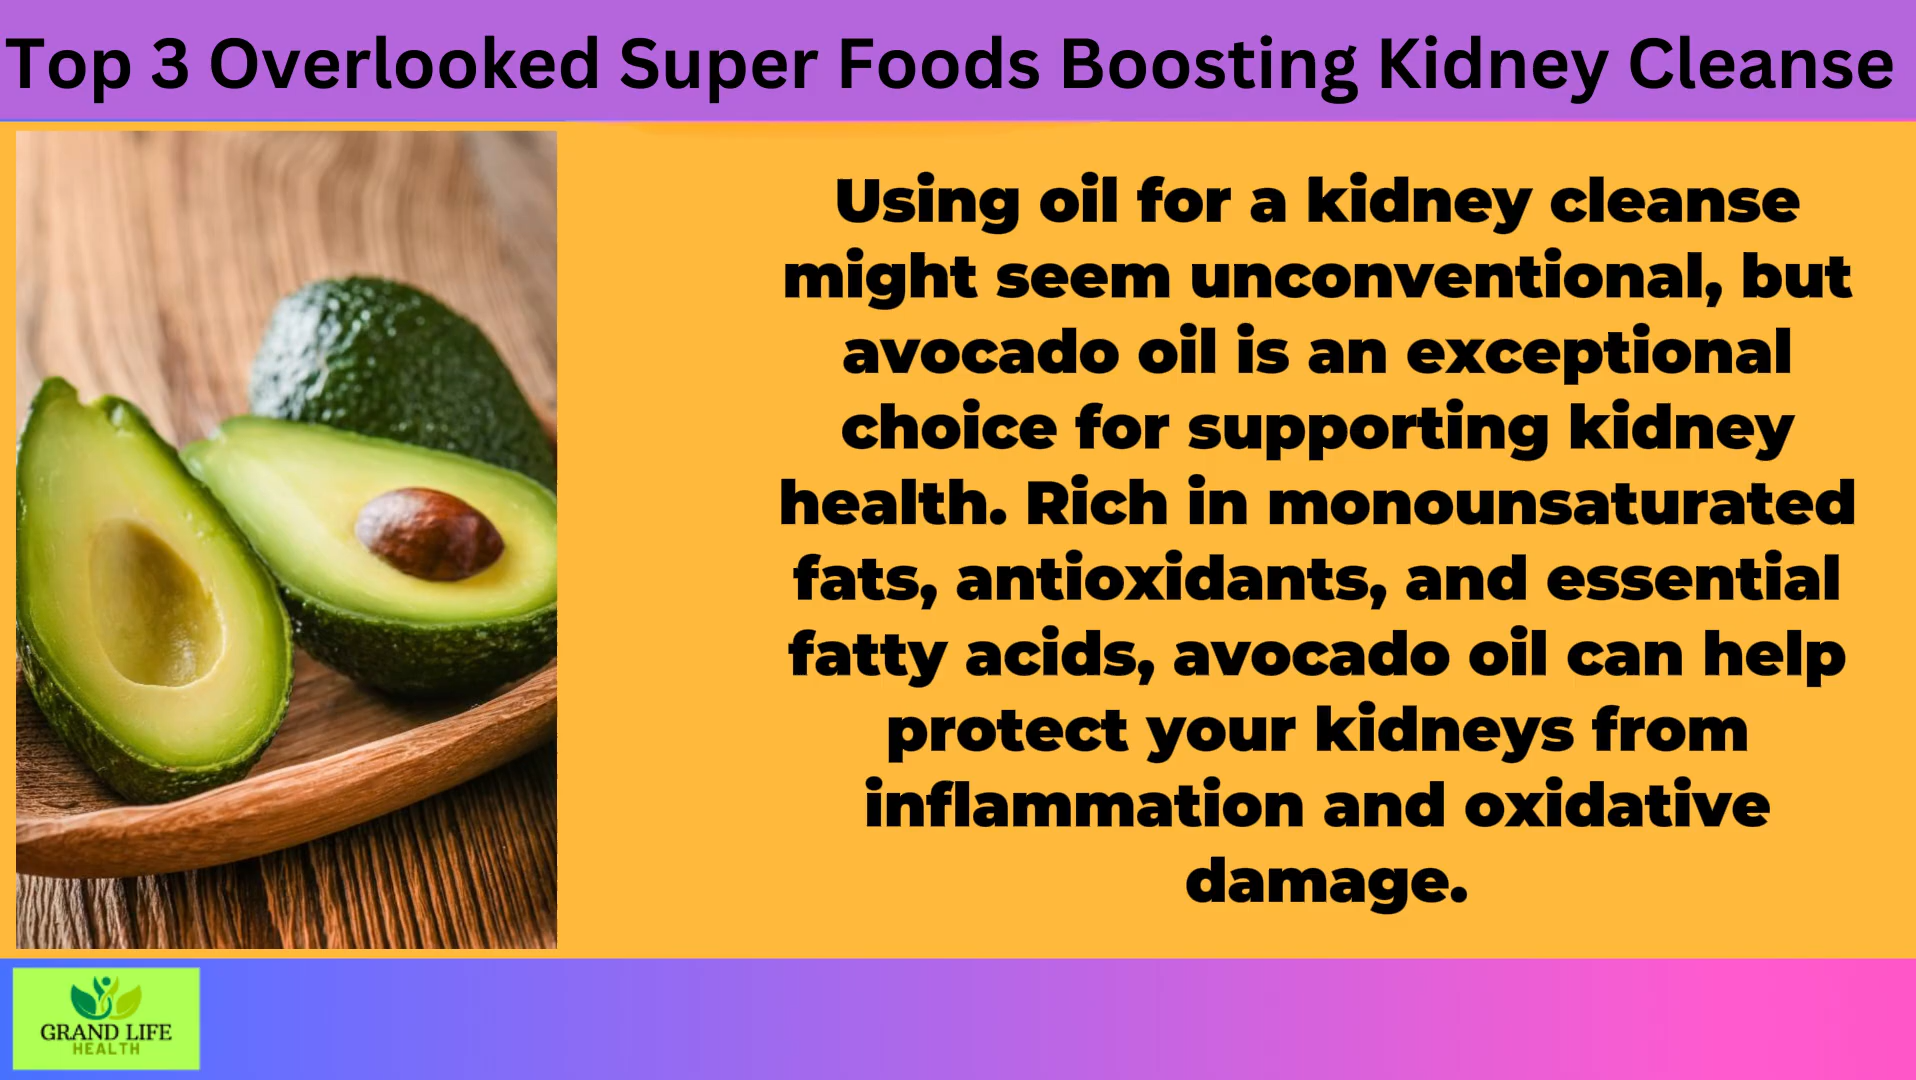 Top 3 Overlooked Super Foods Boosting Kidney Cleanse
Using oil for a kidney cleanse
might seem unconventional, but
avocado oil is an exceptional
choice for supporting kidney
health. Rich in monounsaturated
fats, antioxidants, and essential
fatty acids, avocado oil can help
protect your kidneys from
inflammation and oxidative
damage.
GRAND LIFE
HEALTH